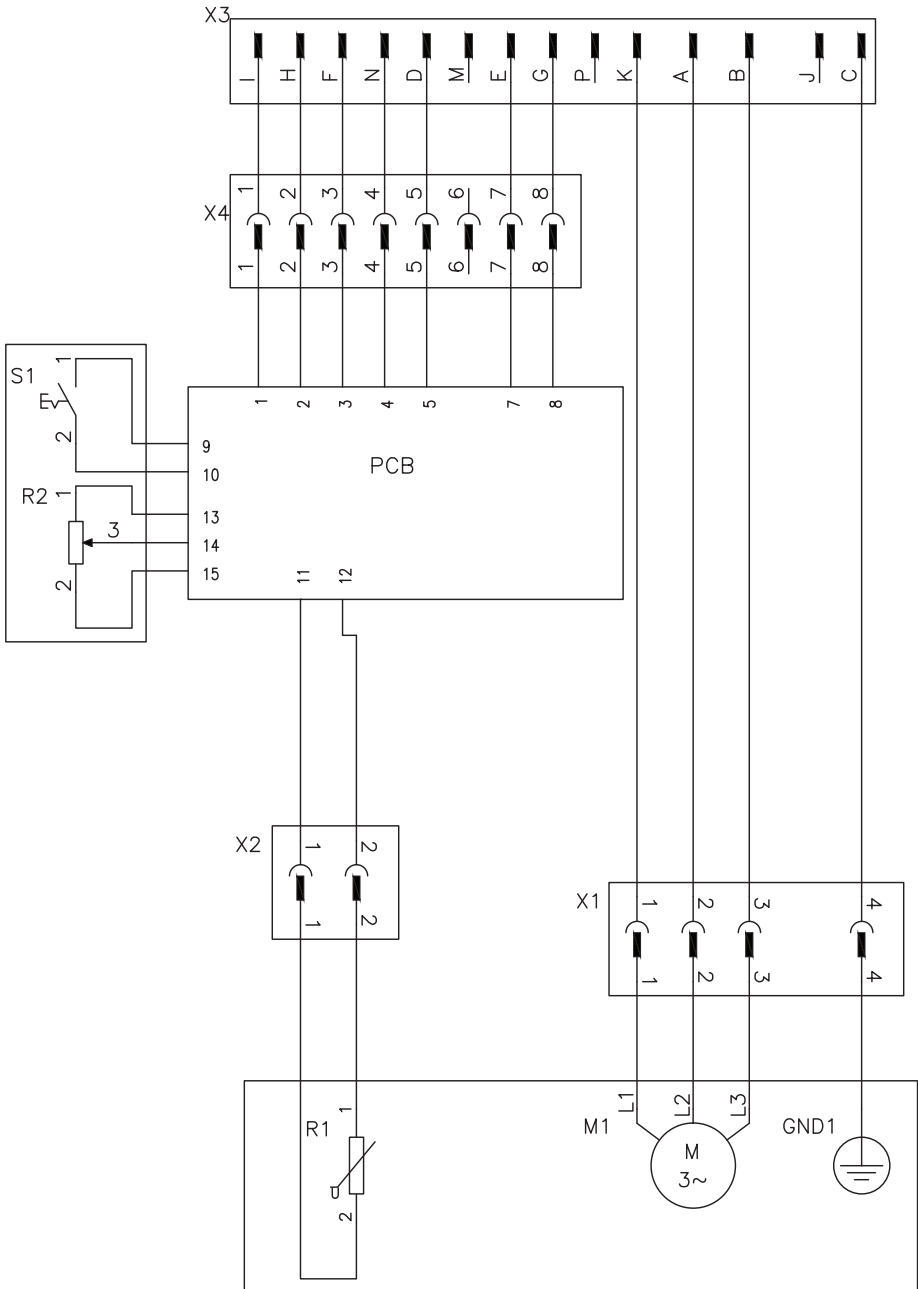 X3
I H F N D M E G P K A B J C
X4
1 2 3 4 5 6 7 8
1 2 3 4 5 6 7 8
S1
1
2
R2
1
3
2
1 2 3 4 5 7 8
9
10
13
14
15
PCB
11 12
X2
1 2
1 2
X1
1 2 3 4
1 2 3 4
R1
1
2
M1
L1 L2 L3
M
3~
GND1